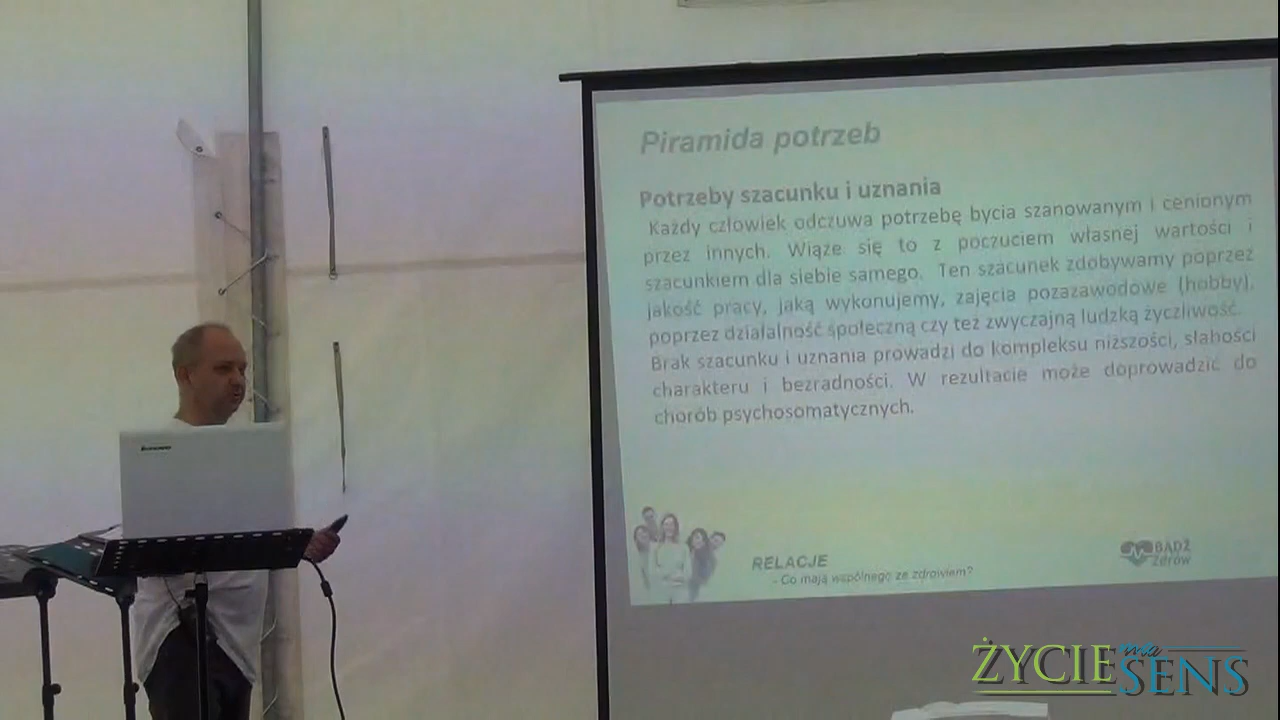 Piramida potrzeb
Potrzeby szacunku i uznania
Każdy człowiek odczuwa potrzebę bycia szanowanym i cenionym
przez innych. Wiąże się to z poczuciem własnej wartości i
szacunkiem dla siebie samego. Ten szacunek zdobywamy poprzez
jakość pracy, jaką wykonujemy, zajęcia pozazawodowe (hobby),
poprzez działalność społeczną czy też zwyczajną ludzką życzliwość.
Brak szacunku i uznania prowadzi do kompleksu niższości, słabości
charakteru i bezradności. W rezultacie może doprowadzić do
chorób psychosomatycznych.
RELACJE
- Co mają wspólnego ze zdrowiem?
BĄDŹ
Zdrów
lenovo
ŻYCIE ma
SENS